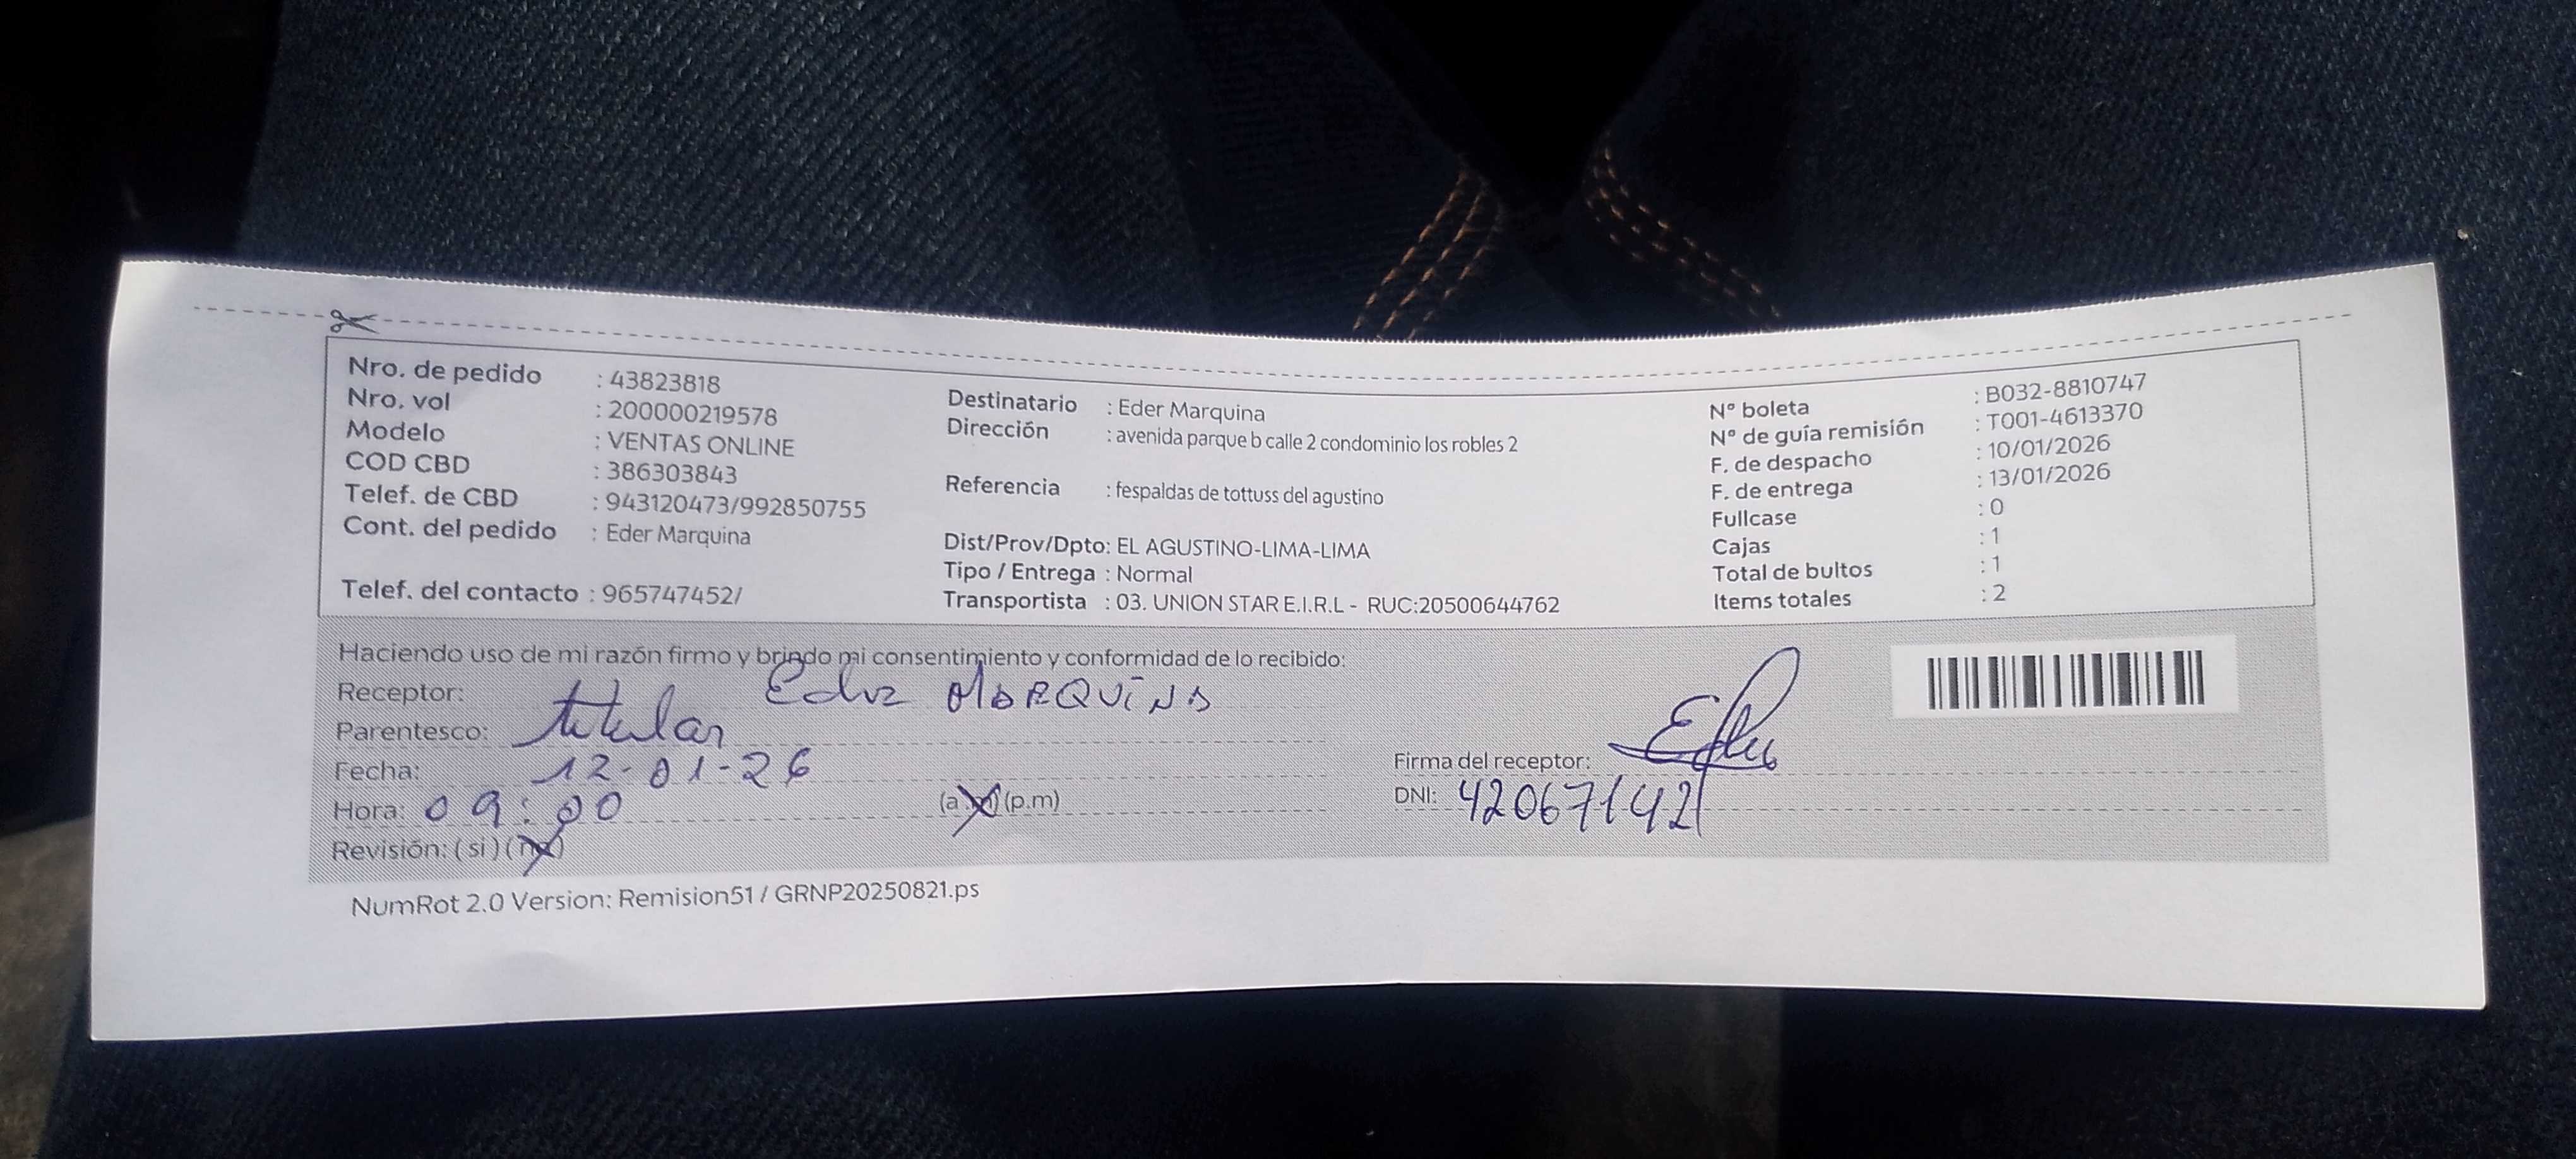 Nro. de pedido : 43823818
Nro. vol : 200000219578
Modelo : VENTAS ONLINE
COD CBD : 386303843
Telef. de CBD : 943120473/992850755
Cont. del pedido : Eder Marquina
Telef. del contacto : 965747452/
Destinatario : Eder Marquina
Dirección : avenida parque b calle 2 condominio los robles 2
Referencia : fespaldas de tottuss del agustino
Dist/Prov/Dpto: EL AGUSTINO-LIMA-LIMA
Tipo / Entrega : Normal
Transportista : 03. UNION STAR E.I.R.L - RUC:20500644762
N° boleta : B032-8810747
N° de guía remisión : T001-4613370
F. de despacho : 10/01/2026
F. de entrega : 13/01/2026
Fullcase : 0
Cajas : 1
Total de bultos : 1
Items totales : 2
Haciendo uso de mi razón firmo y brindo mi consentimiento y conformidad de lo recibido:
Receptor: Eder MARQUINA
Parentesco: titular
Fecha: 12-01-26
Hora: 09:00 (a.m) (p.m)
Revisión: (si) (no)
Firma del receptor: Eder
DNI: 42067142
NumRot 2.0 Version: Remision51 / GRNP20250821.ps